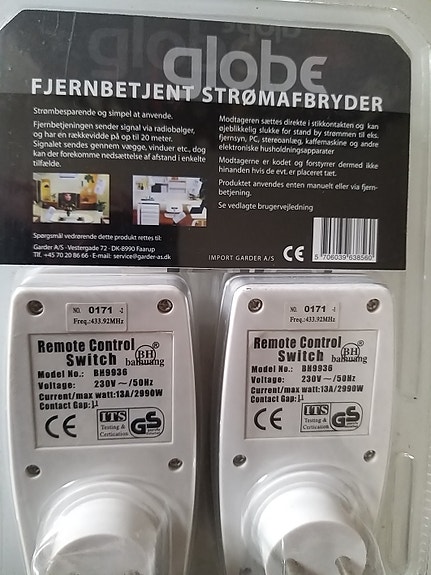 globe
FJERNBETJENT STRØMAFBRYDER
Strømbesparende og simpel at anvende.
Fjernbetjeningen sender signal via radiobølger,
og har en rækkevidde på op til 20 meter.
Signalet sendes gennem vægge, vinduer etc., dog
kan der forekomme nedsættelse af afstand i enkelte
tilfælde.
Modtageren sættes direkte i stikkontakten og kan
øjeblikkelig slukke for stand by strømmen til eks.
fjernsyn, PC, stereoanlæg, kaffemaskine og andre
elektroniske husholdningsapparater
Modtagerne er kodet og forstyrrer dermed ikke
hinanden hvis de evt. er placeret tæt.
Produktet anvendes enten manuelt eller via fjern-
betjening.
Se vedlagte brugervejledning
Spørgsmål vedrørende dette produkt rettes til:
Garder A/S · Vestergade 72 · DK-8990 Faarup
Tlf. +45 70 20 86 66 · E-mail: service@garder-as.dk
IMPORT GARDER A/S
CE
5 706039 638560
NO. 0171 -2
Freq.:433.92MHz
Remote Control
Switch
BH
baihuang
Model No.: BH9936
Voltage: 230V~/50Hz
Current/max watt:13A/2990W
Contact Gap: μ
CE
ITS
Testing &
Certication
GS
NO. 0171 -2
Freq.:433.92MHz
Remote Control
Switch
BH
baihuang
Model No.: BH9936
Voltage: 230V~/50Hz
Current/max watt:13A/2990W
Contact Gap: μ
CE
ITS
Testing &
Certication
GS